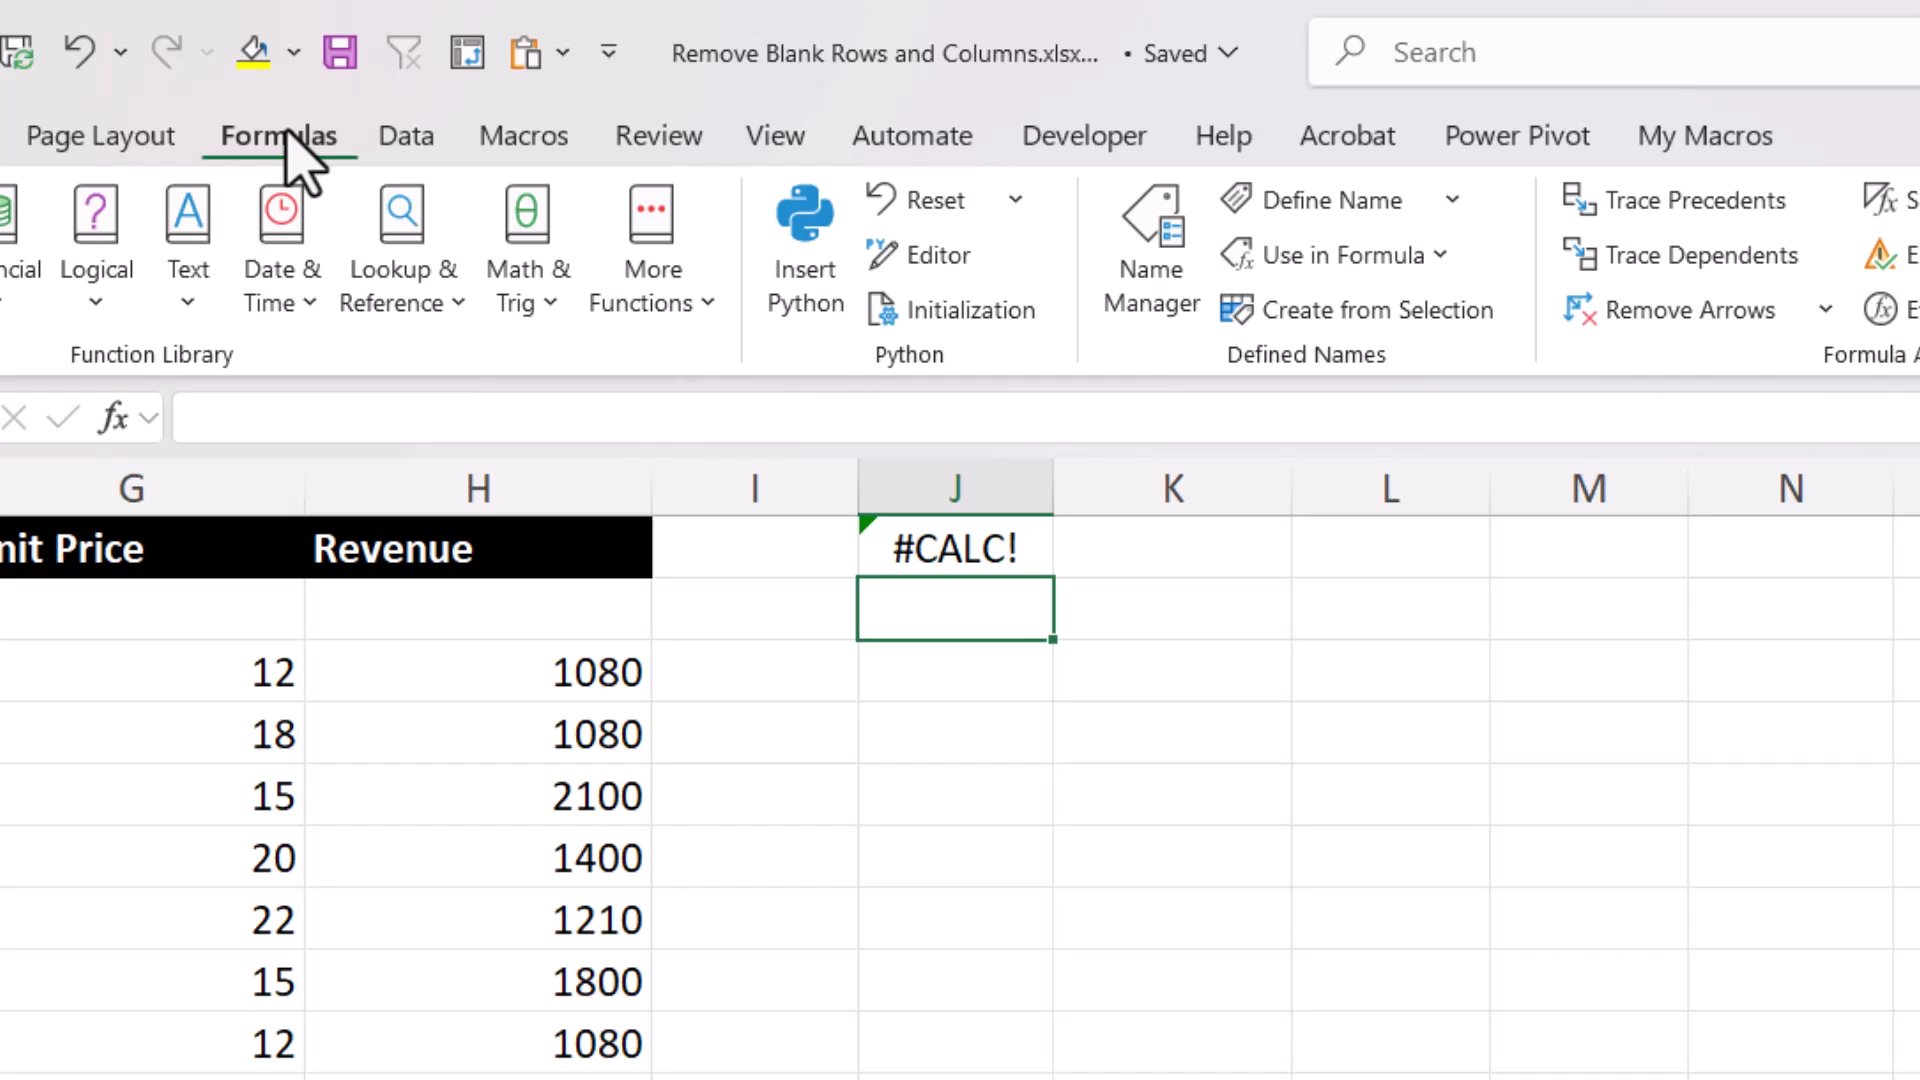 Remove Blank Rows and Columns.xlsx... • Saved
Search
Page Layout Formulas Data Macros Review View Automate Developer Help Acrobat Power Pivot My Macros
Logical
Text
Date &
Time
Lookup &
Reference
Math &
Trig
More
Functions
Function Library
Insert
Python
Reset
Editor
Initialization
Python
Name
Manager
Define Name
Use in Formula
Create from Selection
Defined Names
Trace Precedents
Trace Dependents
Remove Arrows
Formula
fx
G H I J K L M N
Price Revenue #CALC!
12 1080
18 1080
15 2100
20 1400
22 1210
15 1800
12 1080